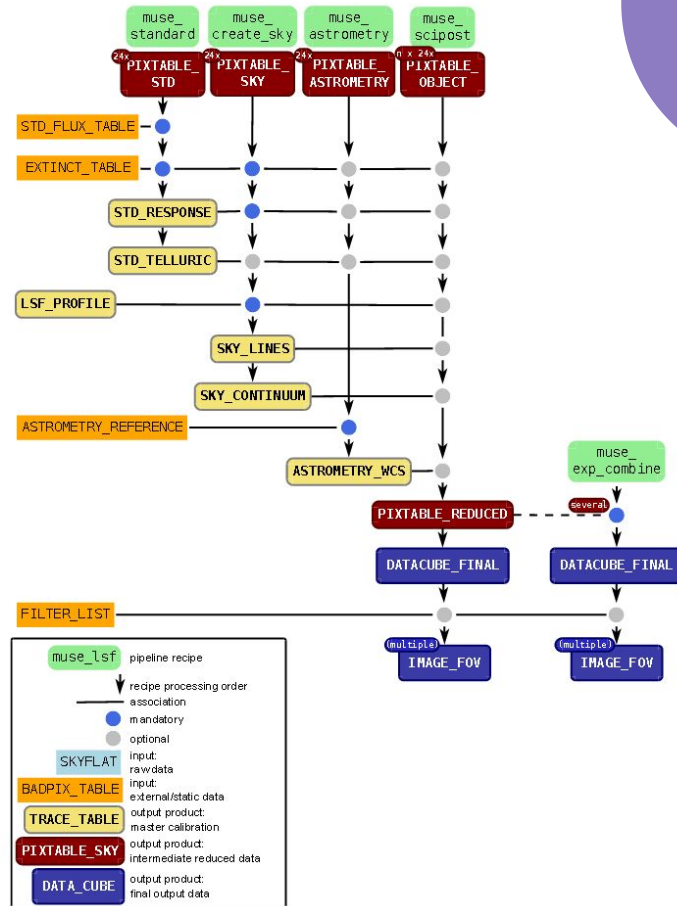 muse_
standard
muse_
create_sky
muse_
astrometry
muse_
scipost
24x
PIXTABLE_
STD
24x
PIXTABLE_
SKY
24x
PIXTABLE_
ASTROMETRY
n x 24x
PIXTABLE_
OBJECT
STD_FLUX_TABLE
EXTINCT_TABLE
STD_RESPONSE
STD_TELLURIC
LSF_PROFILE
SKY_LINES
SKY_CONTINUUM
ASTROMETRY_REFERENCE
ASTROMETRY_WCS
muse_
exp_combine
PIXTABLE_REDUCED
several
DATACUBE_FINAL
DATACUBE_FINAL
FILTER_LIST
(multiple)
IMAGE_FOV
(multiple)
IMAGE_FOV
muse_lsf pipeline recipe
recipe processing order
association
mandatory
optional
SKYFLAT input:
rawdata
BADPIX_TABLE input:
external/static data
TRACE_TABLE output product:
master calibration
PIXTABLE_SKY output product:
intermediate reduced data
DATA_CUBE output product:
final output data